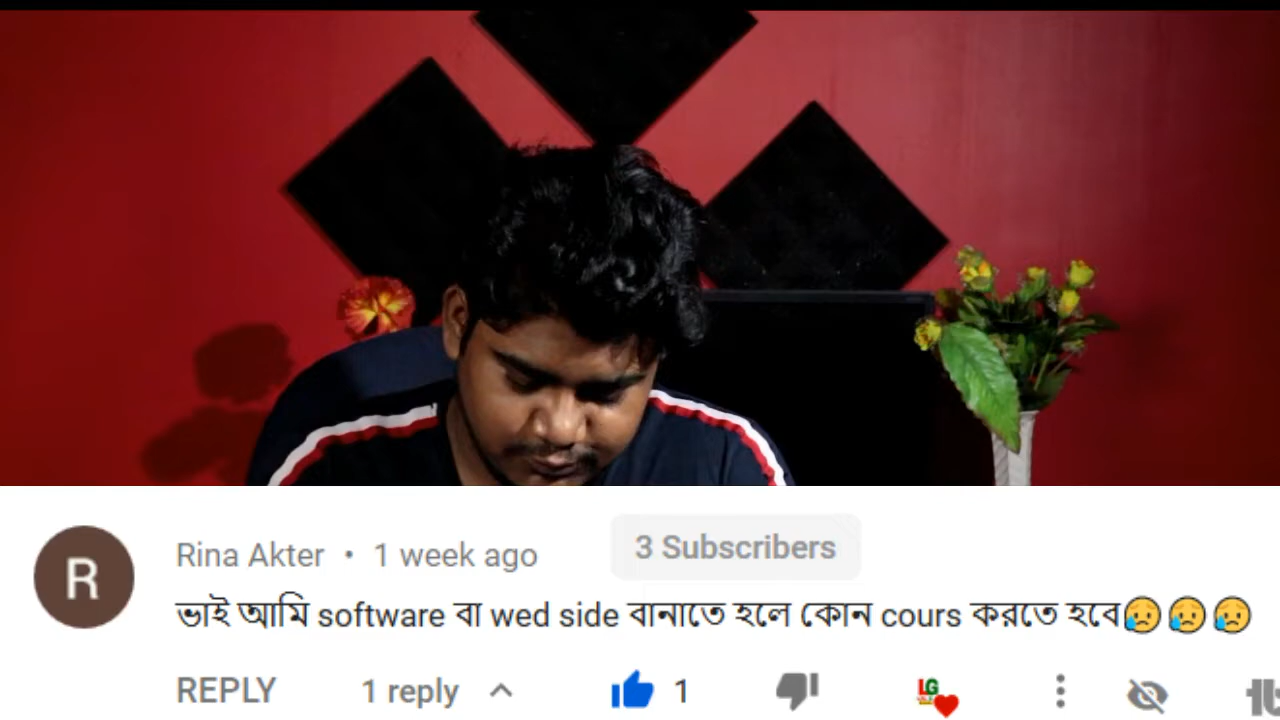 Rina Akter • 1 week ago 3 Subscribers
ভাই আমি software বা wed side বানাতে হলে কোন cours করতে হবে😥😥😥
REPLY 1 reply 1 LG